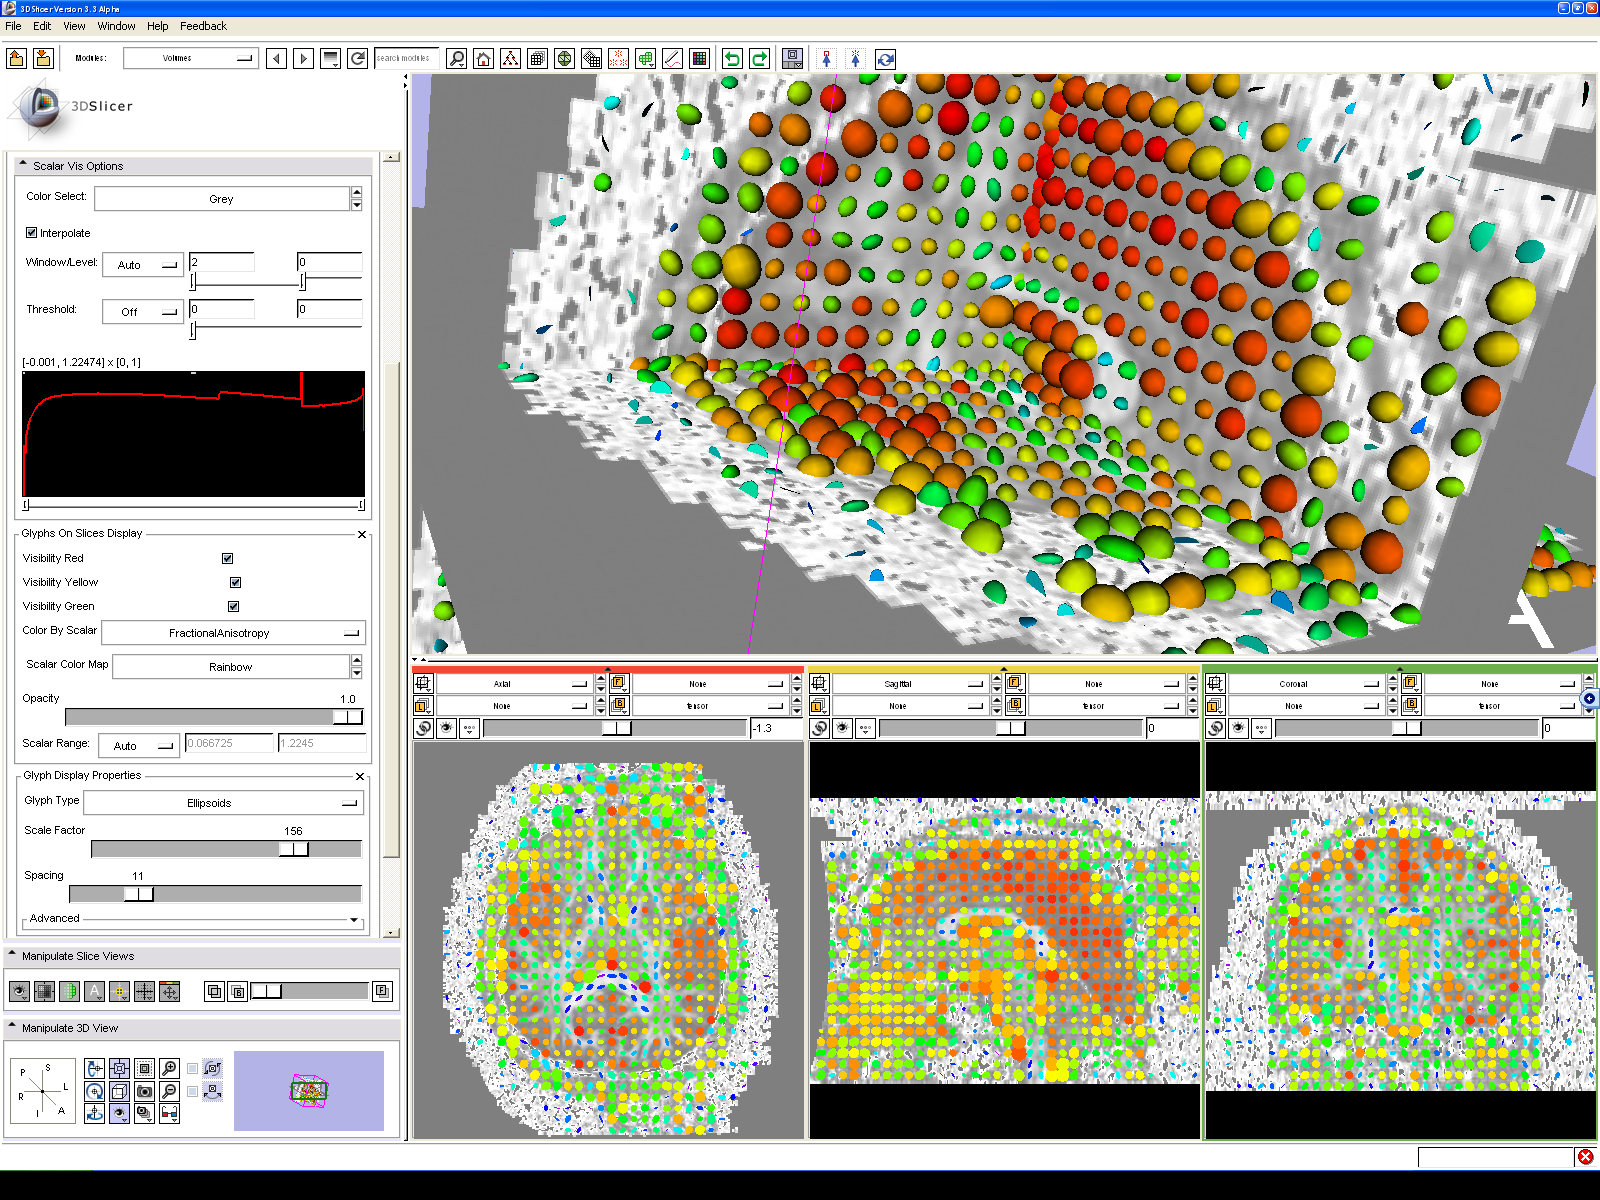 3DSlicer Version 3.3 Alpha
File Edit View Window Help Feedback
Modules: Volumes search modules
3DSlicer
Scalar Vis Options
Color Select: Grey
Interpolate
Window/Level: Auto 2 0
Threshold: Off 0 0
[-0.001, 1.22474] x [0, 1]
Glyphs On Slices Display
Visibility Red
Visibility Yellow
Visibility Green
Color By Scalar FractionalAnisotropy
Scalar Color Map Rainbow
Opacity 1.0
Scalar Range: Auto 0.066725 1.2245
Glyph Display Properties
Glyph Type Ellipsoids
Scale Factor 156
Spacing 11
Advanced
Manipulate Slice Views
A
F
Manipulate 3D View
P S L R A I
A
Axial F None
L None B tensor
-1.3
Sagittal F None
L None B tensor
0
Coronal F None
L None B tensor
0